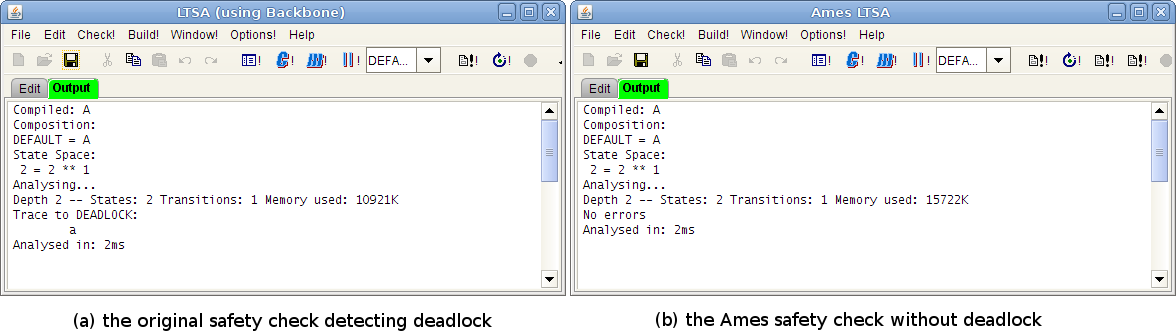 LTSA (using Backbone)
File Edit Check! Build! Window! Options! Help
! C! ! ||! DEFA... ! !
Edit Output
Compiled: A
Composition:
DEFAULT = A
State Space:
2 = 2 ** 1
Analysing...
Depth 2 -- States: 2 Transitions: 1 Memory used: 10921K
Trace to DEADLOCK:
a
Analysed in: 2ms
(a) the original safety check detecting deadlock
Ames LTSA
File Edit Check! Build! Window! Options! Help
! C! ! ||! DEFA... ! ! ! !
Edit Output
Compiled: A
Composition:
DEFAULT = A
State Space:
2 = 2 ** 1
Analysing...
Depth 2 -- States: 2 Transitions: 1 Memory used: 15722K
No errors
Analysed in: 2ms
(b) the Ames safety check without deadlock